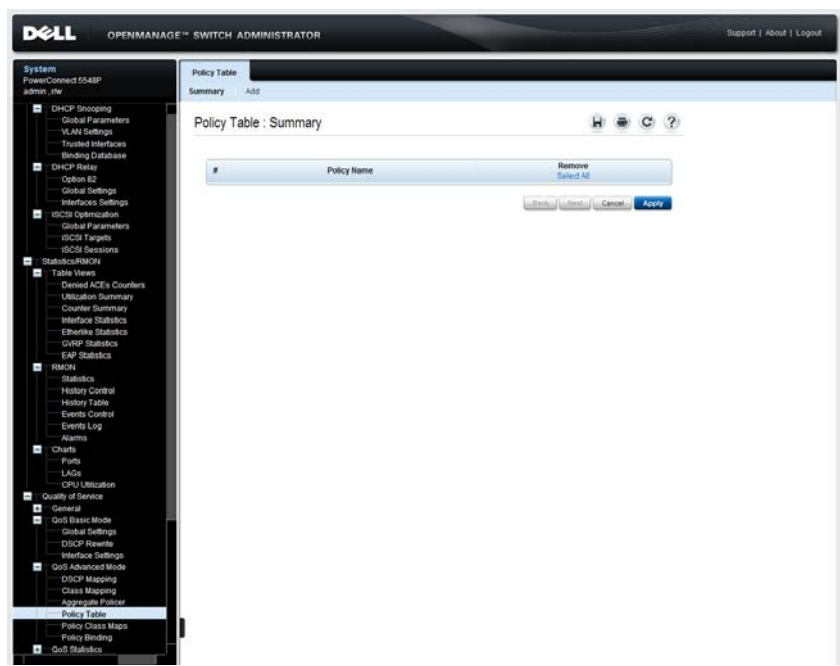 DELL OPENMANAGE™ SWITCH ADMINISTRATOR
Support | About | Logout
System
PowerConnect 5548P
admin , r/w
DHCP Snooping
Global Parameters
VLAN Settings
Trusted Interfaces
Binding Database
DHCP Relay
Option 82
Global Settings
Interfaces Settings
iSCSI Optimization
Global Parameters
iSCSI Targets
iSCSI Sessions
Statistics/RMON
Table Views
Denied ACEs Counters
Utilization Summary
Counter Summary
Interface Statistics
Etherlike Statistics
GVRP Statistics
EAP Statistics
RMON
Statistics
History Control
History Table
Events Control
Events Log
Alarms
Charts
Ports
LAGs
CPU Utilization
Quality of Service
General
QoS Basic Mode
Global Settings
DSCP Rewrite
Interface Settings
QoS Advanced Mode
DSCP Mapping
Class Mapping
Aggregate Policer
Policy Table
Policy Class Maps
Policy Binding
QoS Statistics
Policy Table
Summary Add
Policy Table : Summary
# Policy Name Remove
Select All
Back Next Cancel Apply